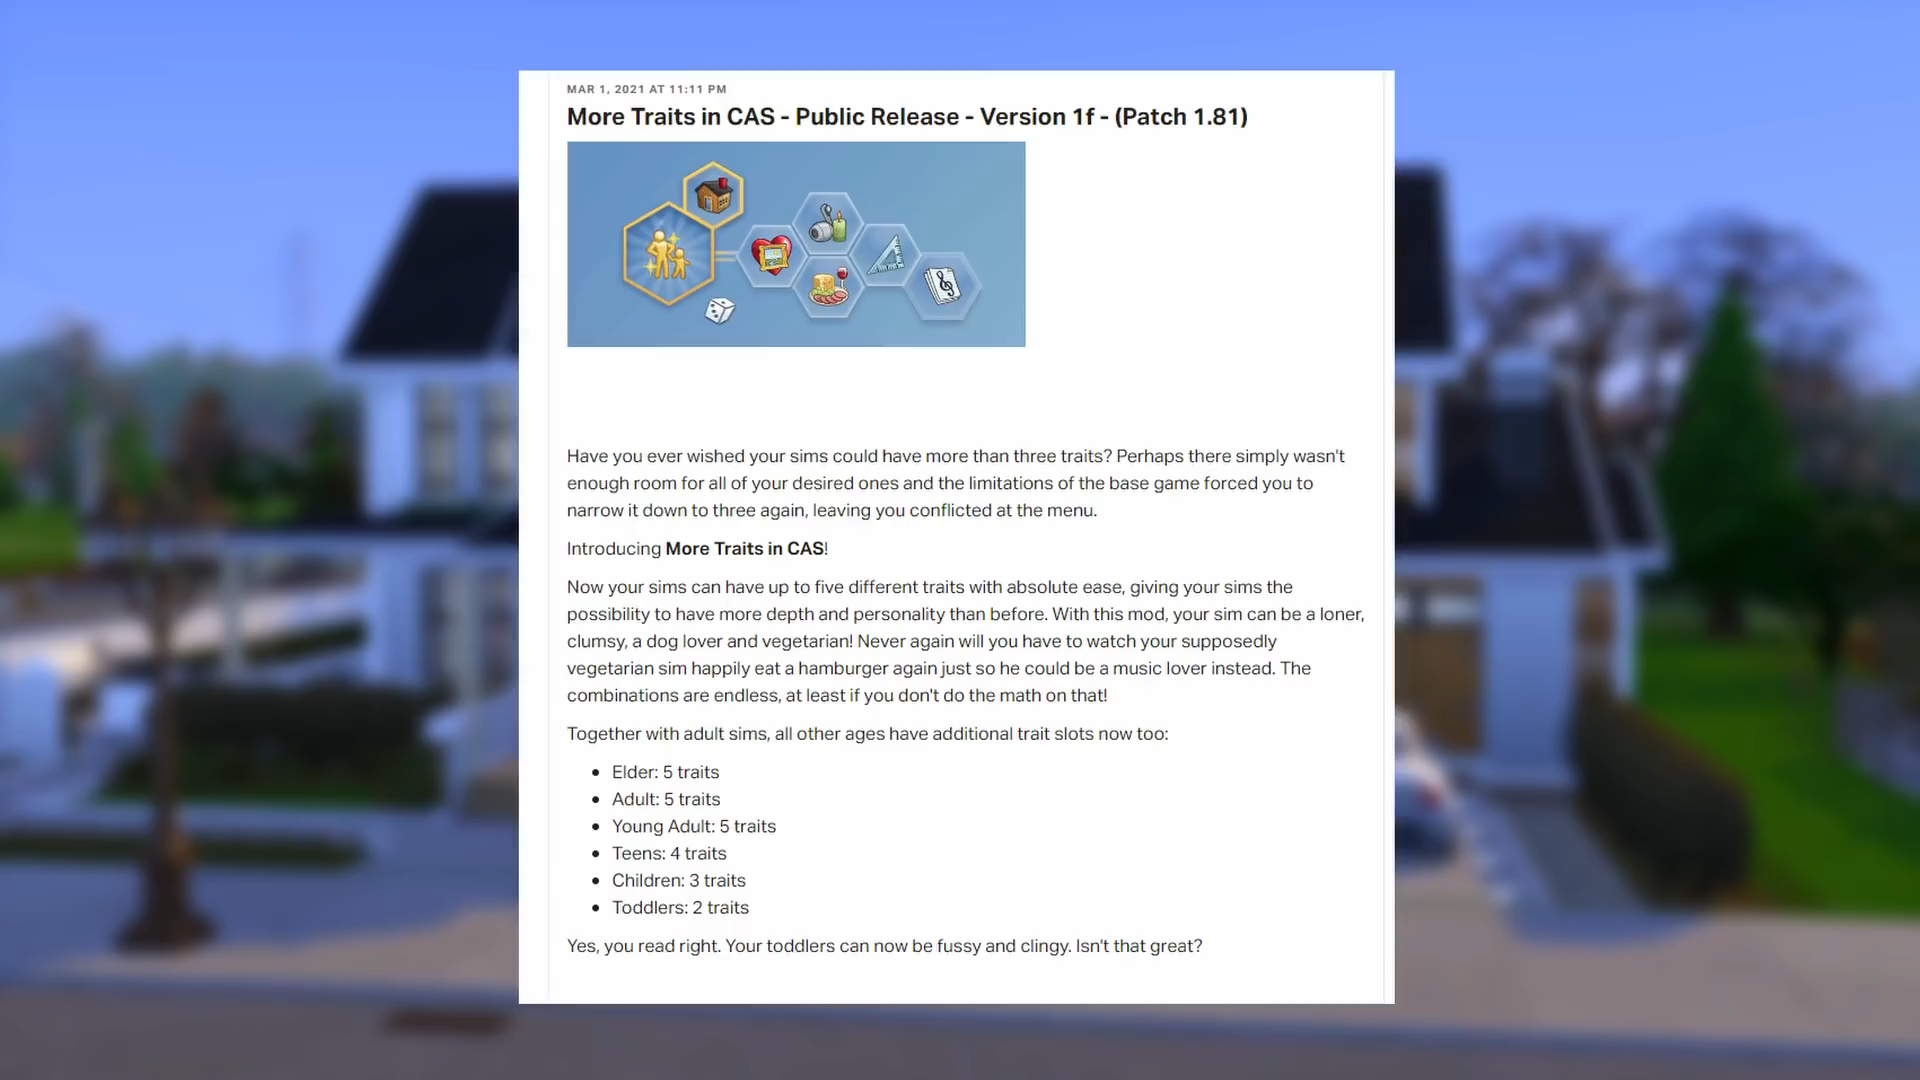 MAR 1, 2021 AT 11:11 PM
More Traits in CAS - Public Release - Version 1f - (Patch 1.81)
Have you ever wished your sims could have more than three traits? Perhaps there simply wasn't
enough room for all of your desired ones and the limitations of the base game forced you to
narrow it down to three again, leaving you conflicted at the menu.
Introducing More Traits in CAS!
Now your sims can have up to five different traits with absolute ease, giving your sims the
possibility to have more depth and personality than before. With this mod, your sim can be a loner,
clumsy, a dog lover and vegetarian! Never again will you have to watch your supposedly
vegetarian sim happily eat a hamburger again just so he could be a music lover instead. The
combinations are endless, at least if you don't do the math on that!
Together with adult sims, all other ages have additional trait slots now too:
• Elder: 5 traits
• Adult: 5 traits
• Young Adult: 5 traits
• Teens: 4 traits
• Children: 3 traits
• Toddlers: 2 traits
Yes, you read right. Your toddlers can now be fussy and clingy. Isn't that great?